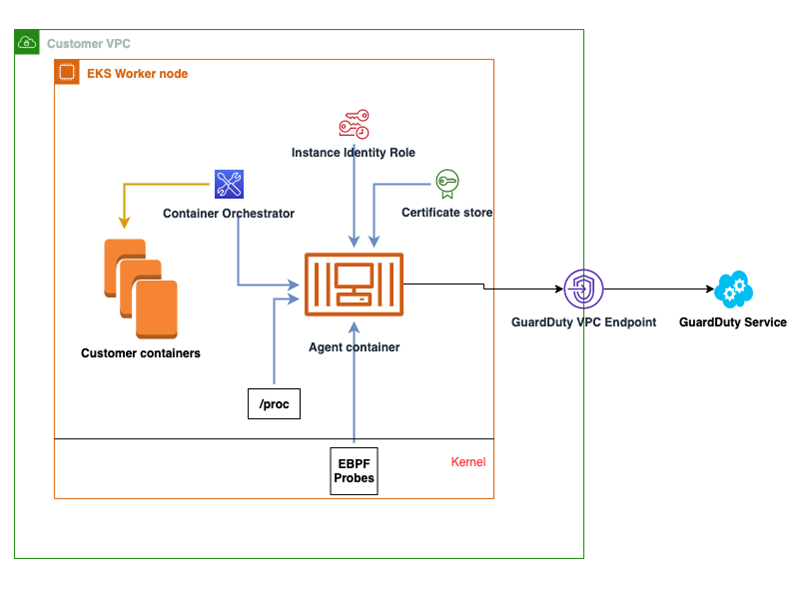 Customer VPC
EKS Worker node
Instance Identity Role
Container Orchestrator
Certificate store
GuardDuty VPC Endpoint
GuardDuty Service
Agent container
Customer containers
/proc
EBPF
Probes
Kernel